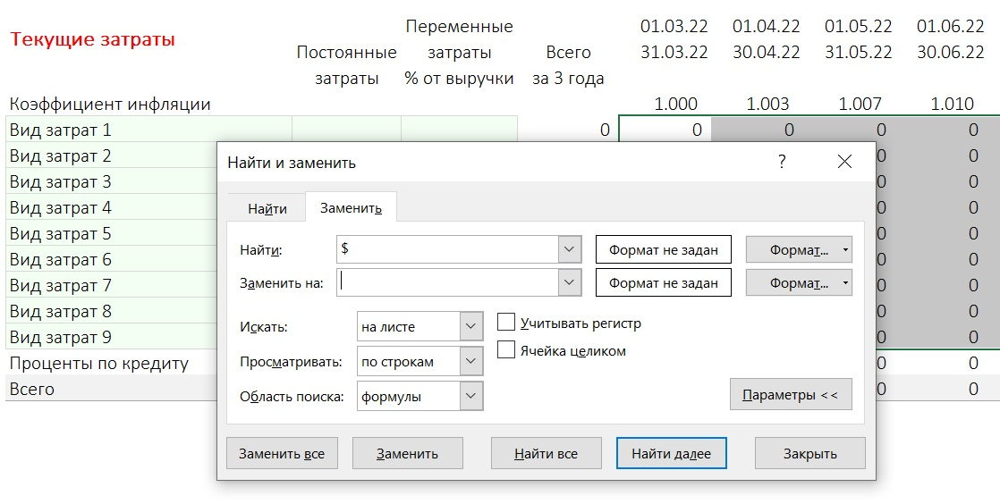 Переменные 01.03.22 01.04.22 01.05.22 01.06.22
Текущие затраты
Постоянные затраты Всего 31.03.22 30.04.22 31.05.22 30.06.22
затраты % от выручки за 3 года
Коэффициент инфляции 1.000 1.003 1.007 1.010
Вид затрат 1 0 0 0 0 0
Вид затрат 2 0 0
Вид затрат 3 0 0
Вид затрат 4 0 0
Вид затрат 5 0 0
Вид затрат 6 0 0
Вид затрат 7 0 0
Вид затрат 8 0 0
Вид затрат 9 0 0
Проценты по кредиту 0 0
Всего 0 0
Найти и заменить ?
Найти Заменить
Найти: $ Формат не задан Формат...
Заменить на: Формат не задан Формат...
Искать: на листе Учитывать регистр
Просматривать: по строкам Ячейка целиком
Область поиска: формулы Параметры <<
Заменить все Заменить Найти все Найти далее Закрыть